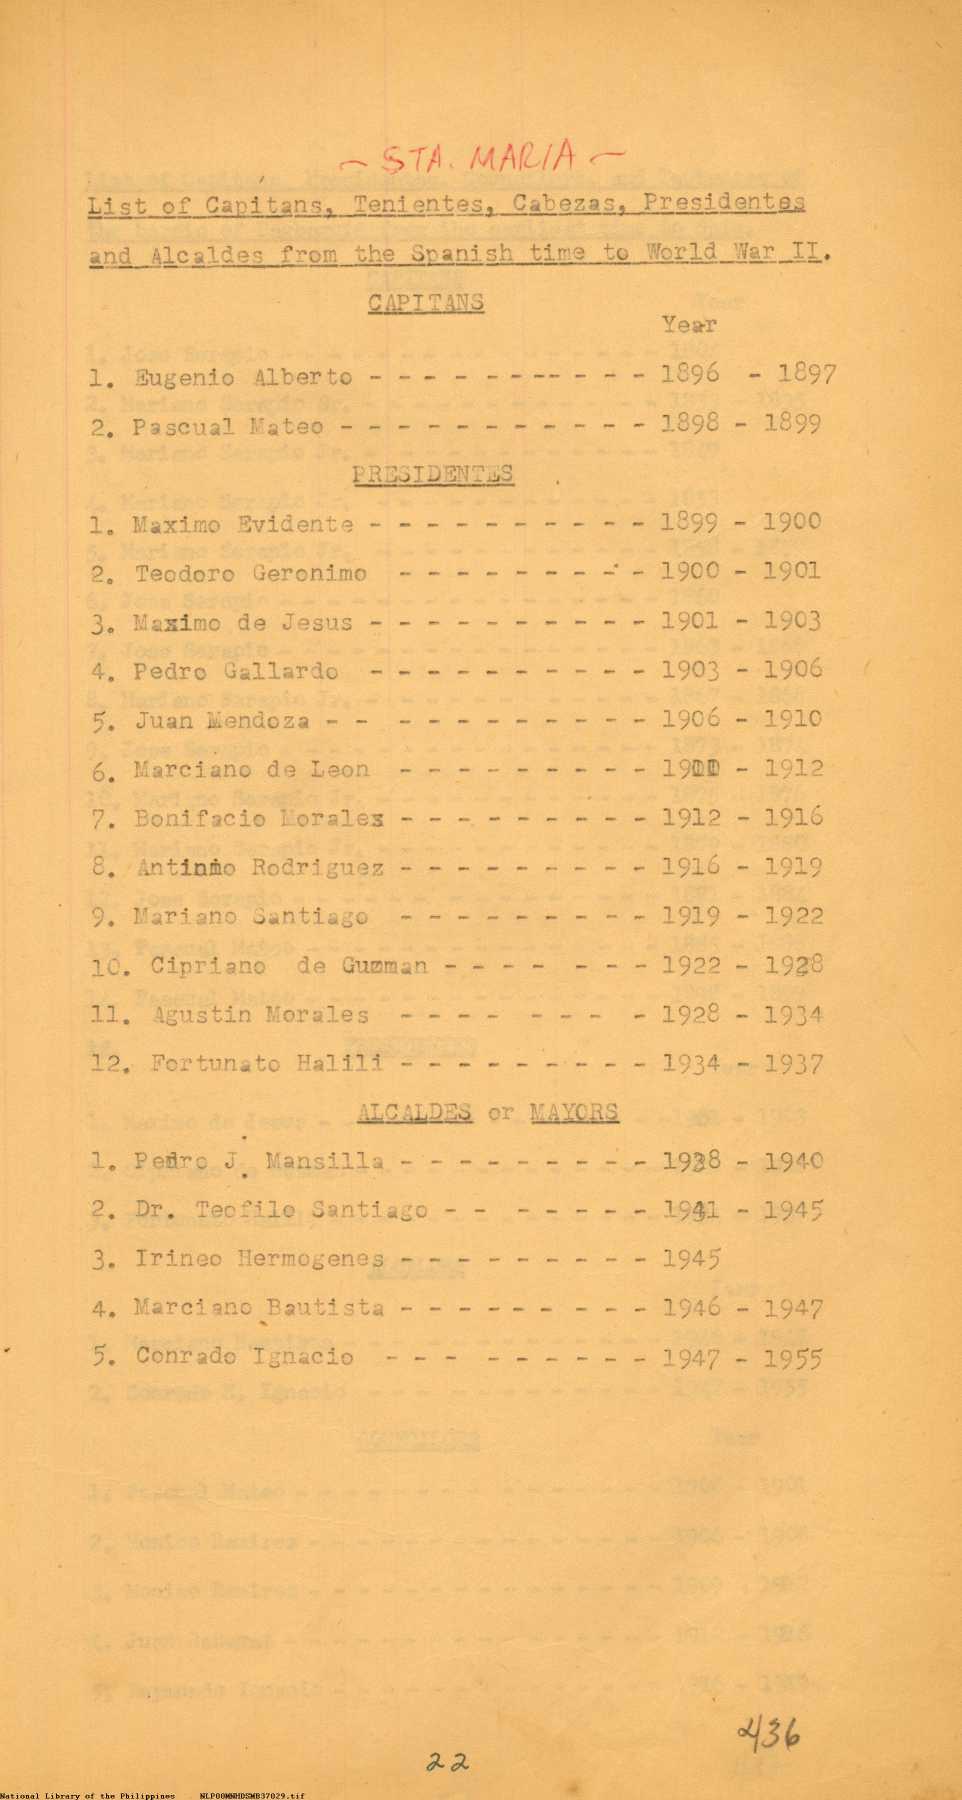 ~ STA. MARIA ~
List of Capitans, Tenientes, Cabezas, Presidentes
and Alcaldes from the Spanish time to World War II.
CAPITANS
Year
1. Eugenio Alberto - - - - - - - - - - - 1896 - 1897
2. Pascual Mateo - - - - - - - - - - - - 1898 - 1899
PRESIDENTES
1. Maximo Evidente - - - - - - - - - - - 1899 - 1900
2. Teodoro Geronimo - - - - - - - - - 1900 - 1901
3. Maximo de Jesus - - - - - - - - - - - 1901 - 1903
4. Pedro Gallardo - - - - - - - - - - 1903 - 1906
5. Juan Mendoza - - - - - - - - - - - 1906 - 1910
6. Marciano de Leon - - - - - - - - - - 1912
7. Bonifacio Morales - - - - - - - - - 1912 - 1916
8. Rodriguez - - - - - - - - - 1916 - 1919
9. Mariano Santiago - - - - - - - - - 1919 - 1922
10. Cipriano de Guzman - - - - - - - 1922 - 1928
11. Agustin Morales - - - - - - - - 1928 - 1934
12. Fortunato Halili - - - - - - - - - 1934 - 1937
ALCALDES or MAYORS
1. Pedro J. Mansilla - - - - - - - - - 1938 - 1940
2. Dr. Teofilo Santiago - - - - - - - - 1941 - 1945
3. Irineo Hermogenes - - - - - - - - - 1945
4. Marciano Bautista - - - - - - - - - 1946 - 1947
5. Conrado Ignacio - - - - - - - - - 1947 - 1955
436
22
National Library of the Philippines NLP00MNHDSMB37029.tif